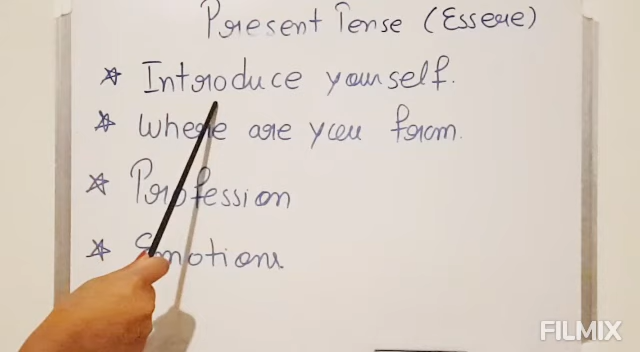 Present Tense (Essere)
* Introduce yourself.
* Where are you from.
* Profession
* Emotions
FILMIX